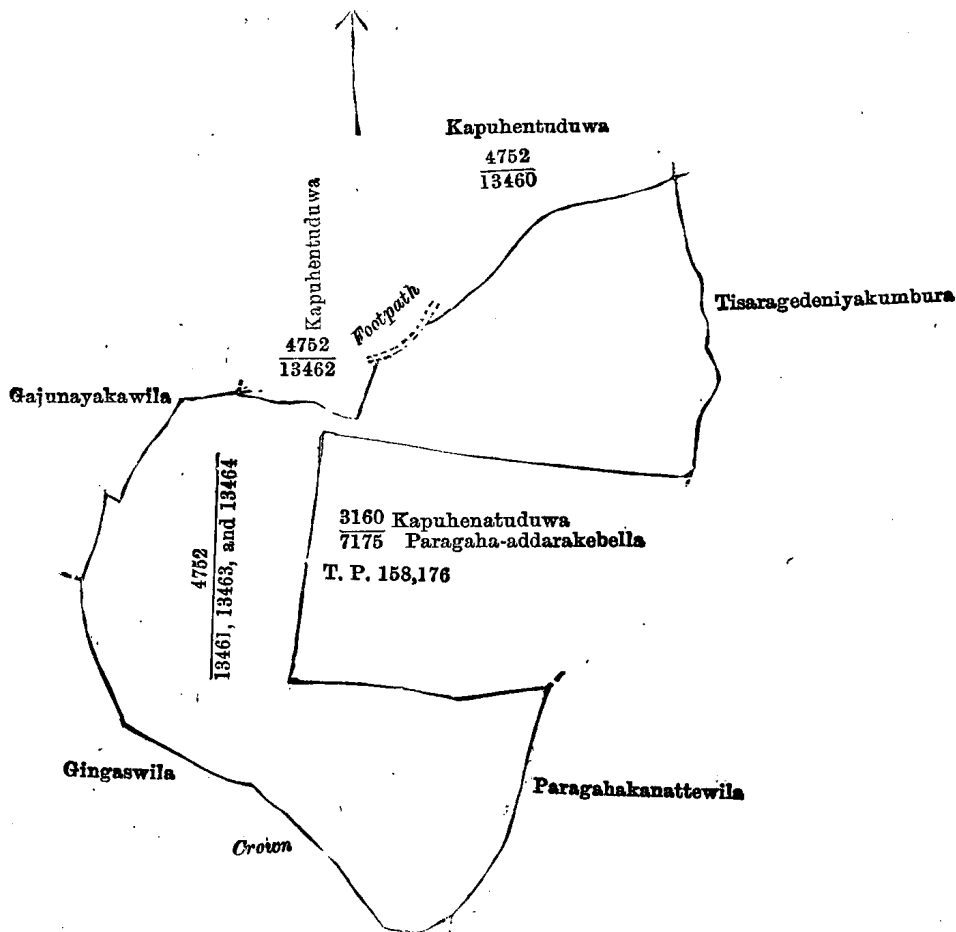 Kapuhentuduwa
4752
13460
Kapuhentuduwa
4752
13462
Footpath
Tisaragedeniyakumbura
Gajunayakawila
4752
13461, 13463, and 13464
3160 Kapuhenatuduwa
7175 Paragaha-addarakebella
T. P. 158,176
Gingaswila
Paragahakanattewila
Crown